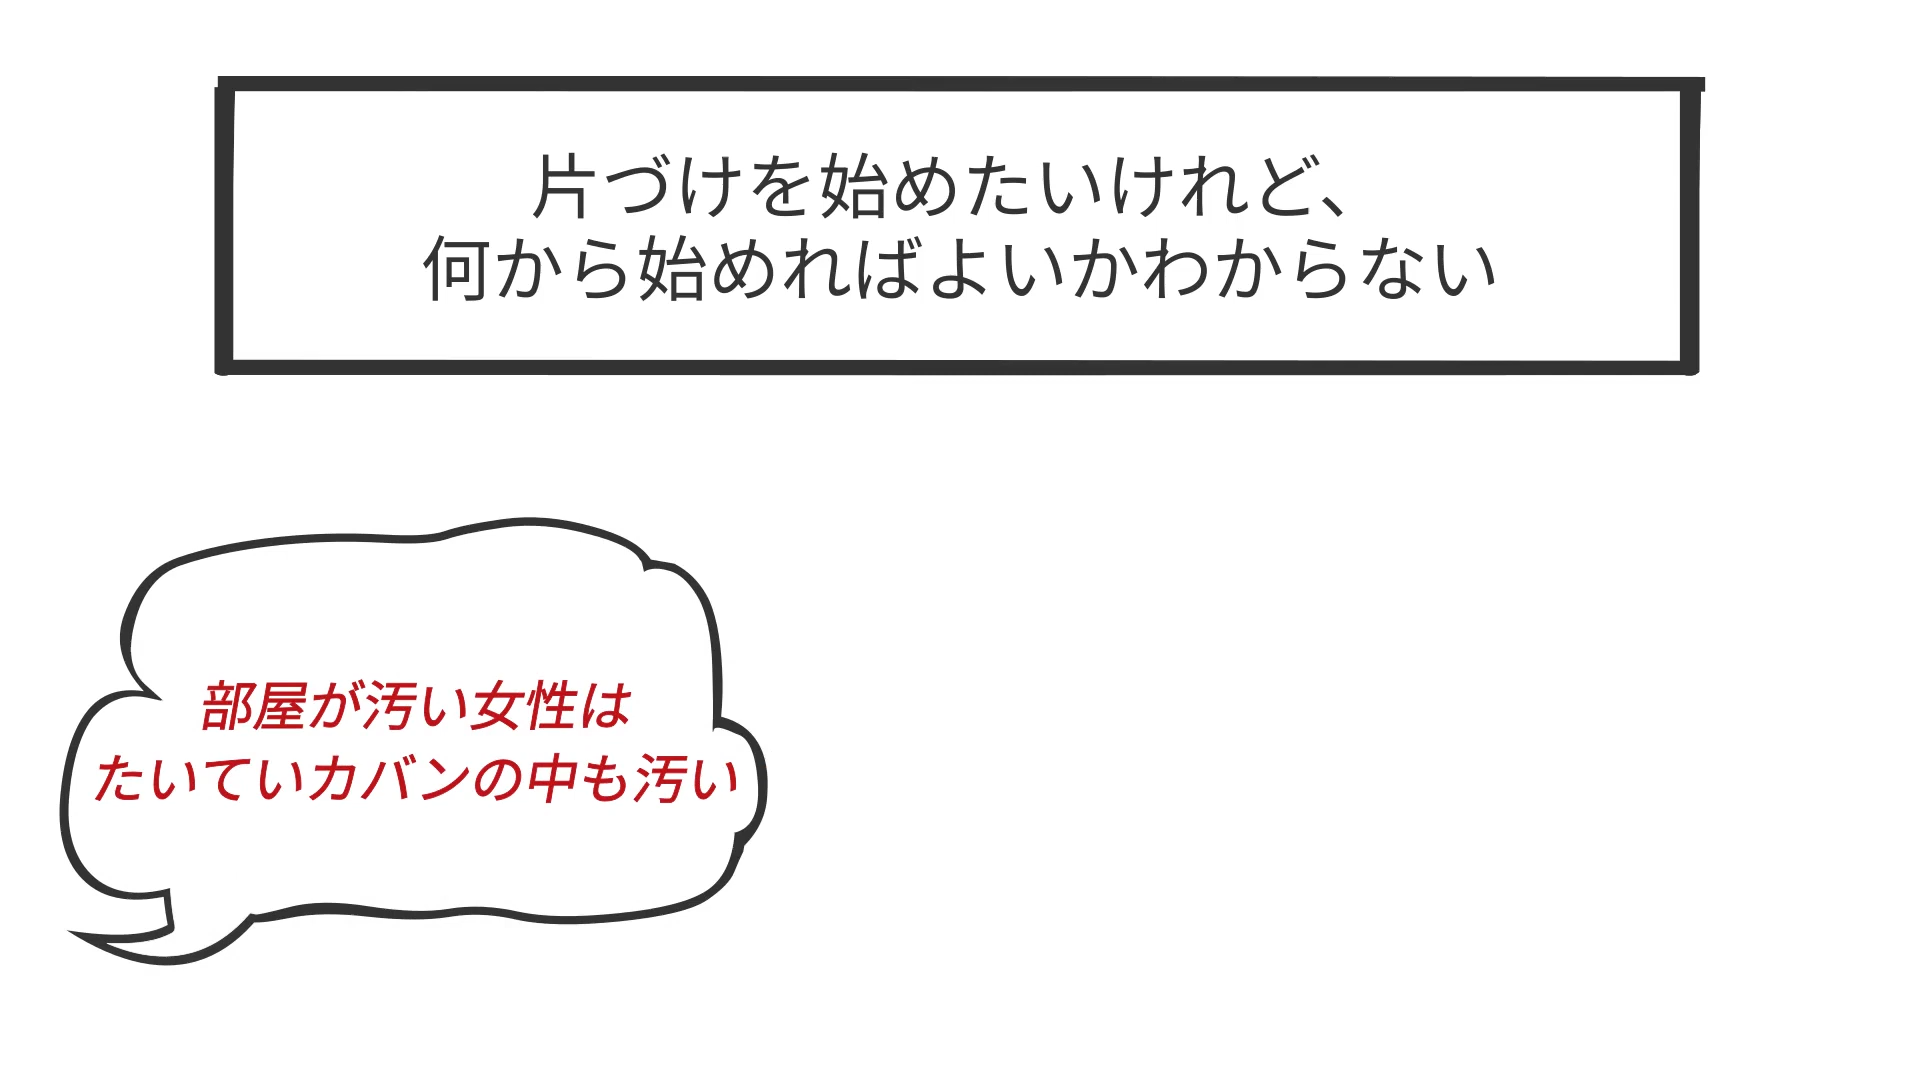 片づけを始めたいけれど、
何から始めればよいかわからない
部屋が汚い女性は
たいていカバンの中も汚い